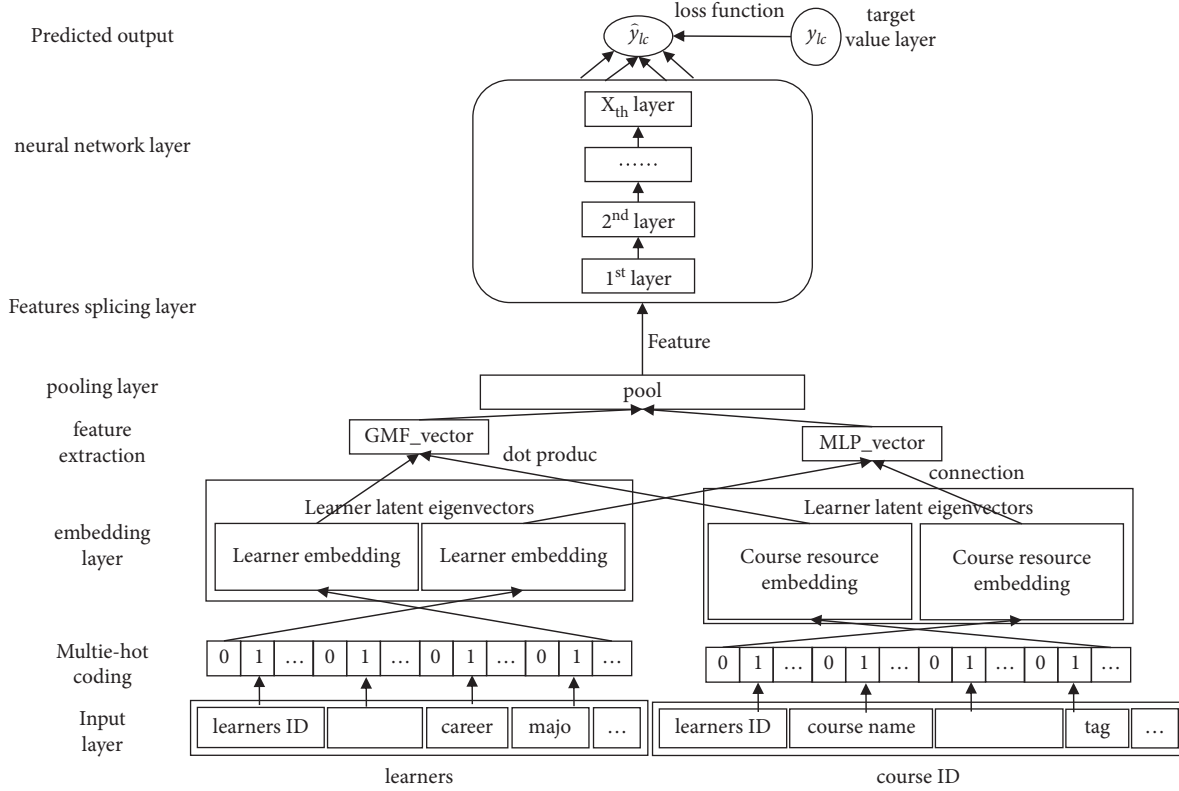 loss function
target
value layer
Predicted output
ŷlc
ylc
Xth layer
neural network layer
......
2nd layer
1st layer
Features splicing layer
Feature
pooling layer
pool
feature
extraction
GMF_vector
MLP_vector
dot produc
connection
Learner latent eigenvectors
Learner latent eigenvectors
embedding
layer
Learner embedding
Learner embedding
Course resource
embedding
Course resource
embedding
Multie-hot
coding
0 1 ... 0 1 ... 0 1 ... 0 1 ...
0 1 ... 0 1 ... 0 1 ... 0 1 ...
Input
layer
learners ID
career
majo
...
learners ID
course name
tag
...
learners
course ID